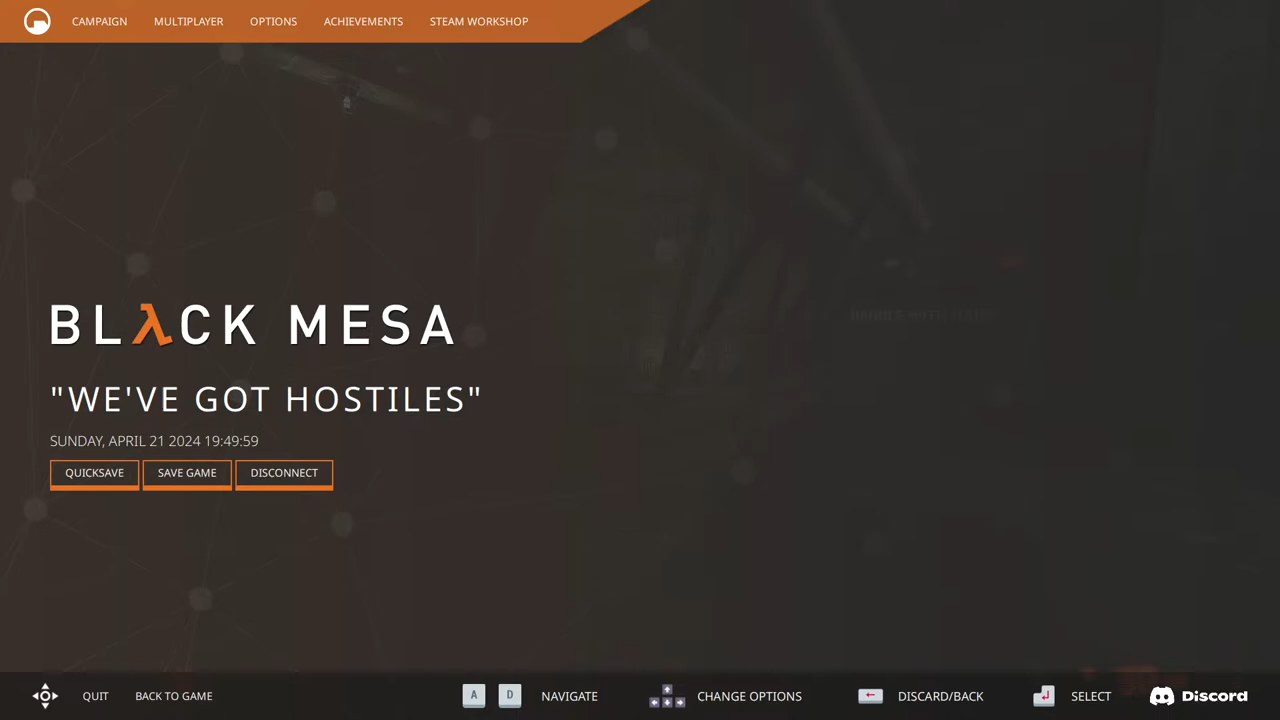 CAMPAIGN MULTIPLAYER OPTIONS ACHIEVEMENTS STEAM WORKSHOP
BLλCK MESA
"WE'VE GOT HOSTILES"
SUNDAY, APRIL 21 2024 19:49:59
QUICKSAVE SAVE GAME DISCONNECT
QUIT BACK TO GAME A D NAVIGATE CHANGE OPTIONS DISCARD/BACK SELECT Discord